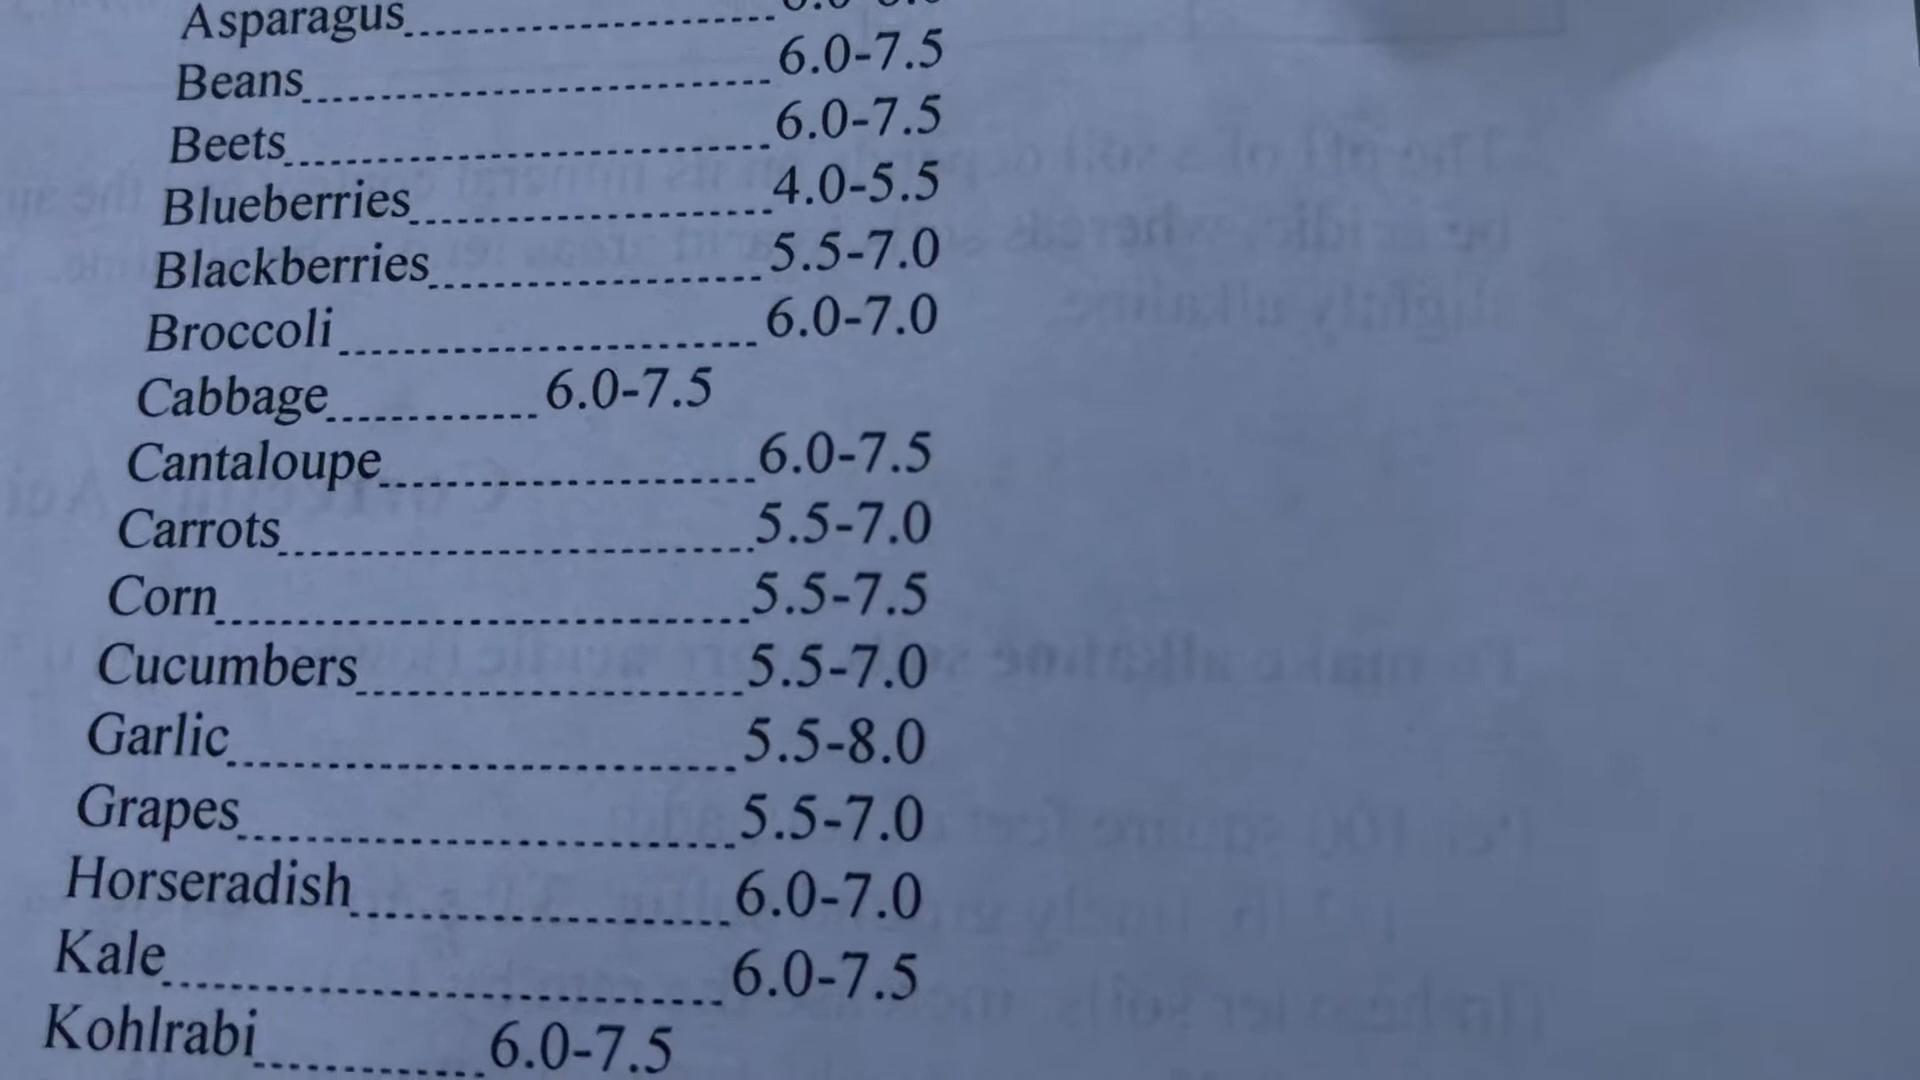 Asparagus
Beans 6.0-7.5
Beets 6.0-7.5
Blueberries 4.0-5.5
Blackberries 5.5-7.0
Broccoli 6.0-7.0
Cabbage 6.0-7.5
Cantaloupe 6.0-7.5
Carrots 5.5-7.0
Corn 5.5-7.5
Cucumbers 5.5-7.0
Garlic 5.5-8.0
Grapes 5.5-7.0
Horseradish 6.0-7.0
Kale 6.0-7.5
Kohlrabi 6.0-7.5